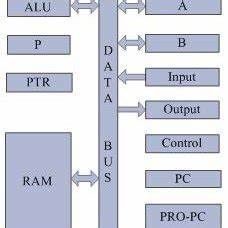 ALU
P
PTR
RAM
DATA
BUS
A
B
Input
Output
Control
PC
PRO-PC